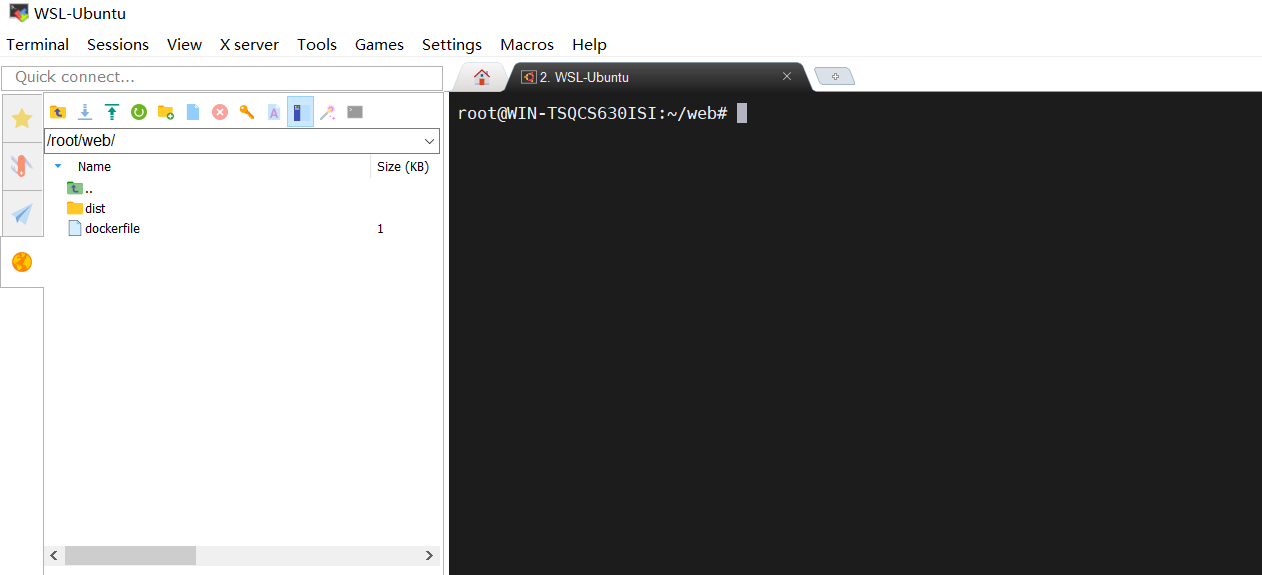 WSL-Ubuntu
Terminal Sessions View X server Tools Games Settings Macros Help
Quick connect...
2. WSL-Ubuntu
/root/web/
Name Size (KB)
..
dist
dockerfile 1
root@WIN-TSQCS630ISI:~/web#